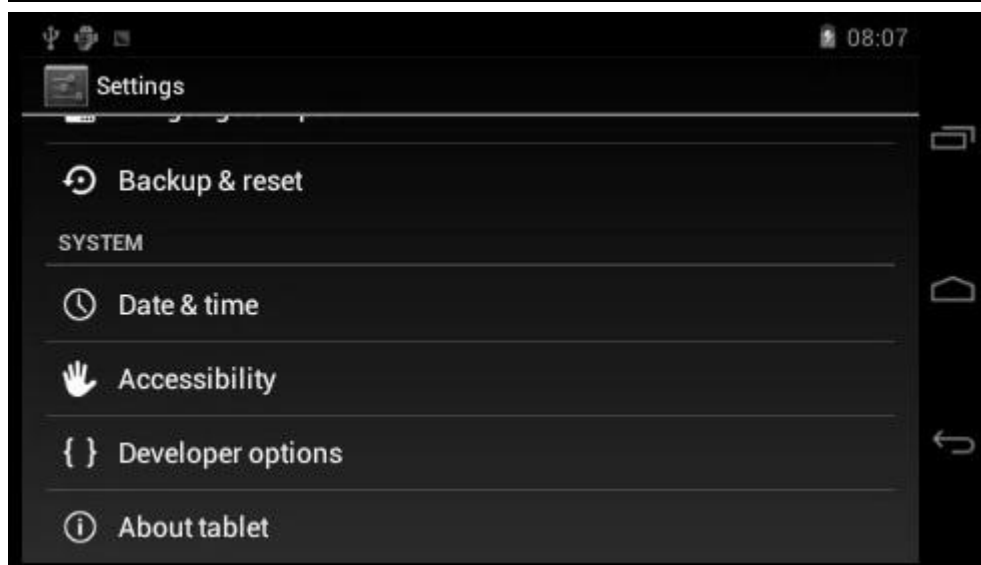 08:07
Settings
Backup & reset
SYSTEM
Date & time
Accessibility
{ } Developer options
About tablet